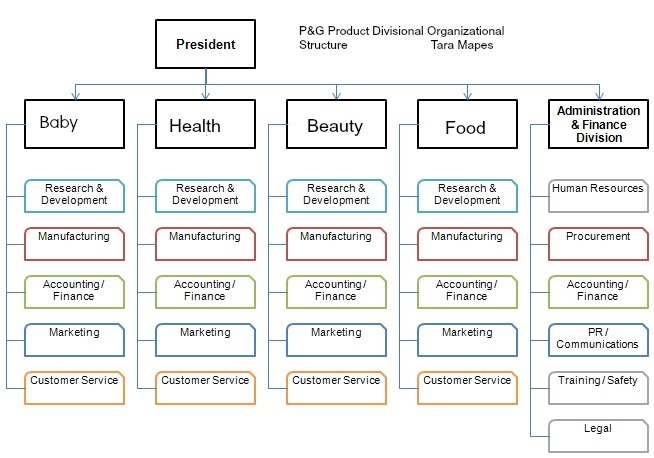 President
P&G Product Divisional Organizational
Structure Tara Mapes
Baby
Health
Beauty
Food
Administration
& Finance
Division
Research &
Development
Research &
Development
Research &
Development
Research &
Development
Human Resources
Manufacturing
Manufacturing
Manufacturing
Manufacturing
Procurement
Accounting/
Finance
Accounting/
Finance
Accounting/
Finance
Accounting/
Finance
Accounting/
Finance
Marketing
Marketing
Marketing
Marketing
PR /
Communications
Customer Service
Customer Service
Customer Service
Customer Service
Training/Safety
Legal